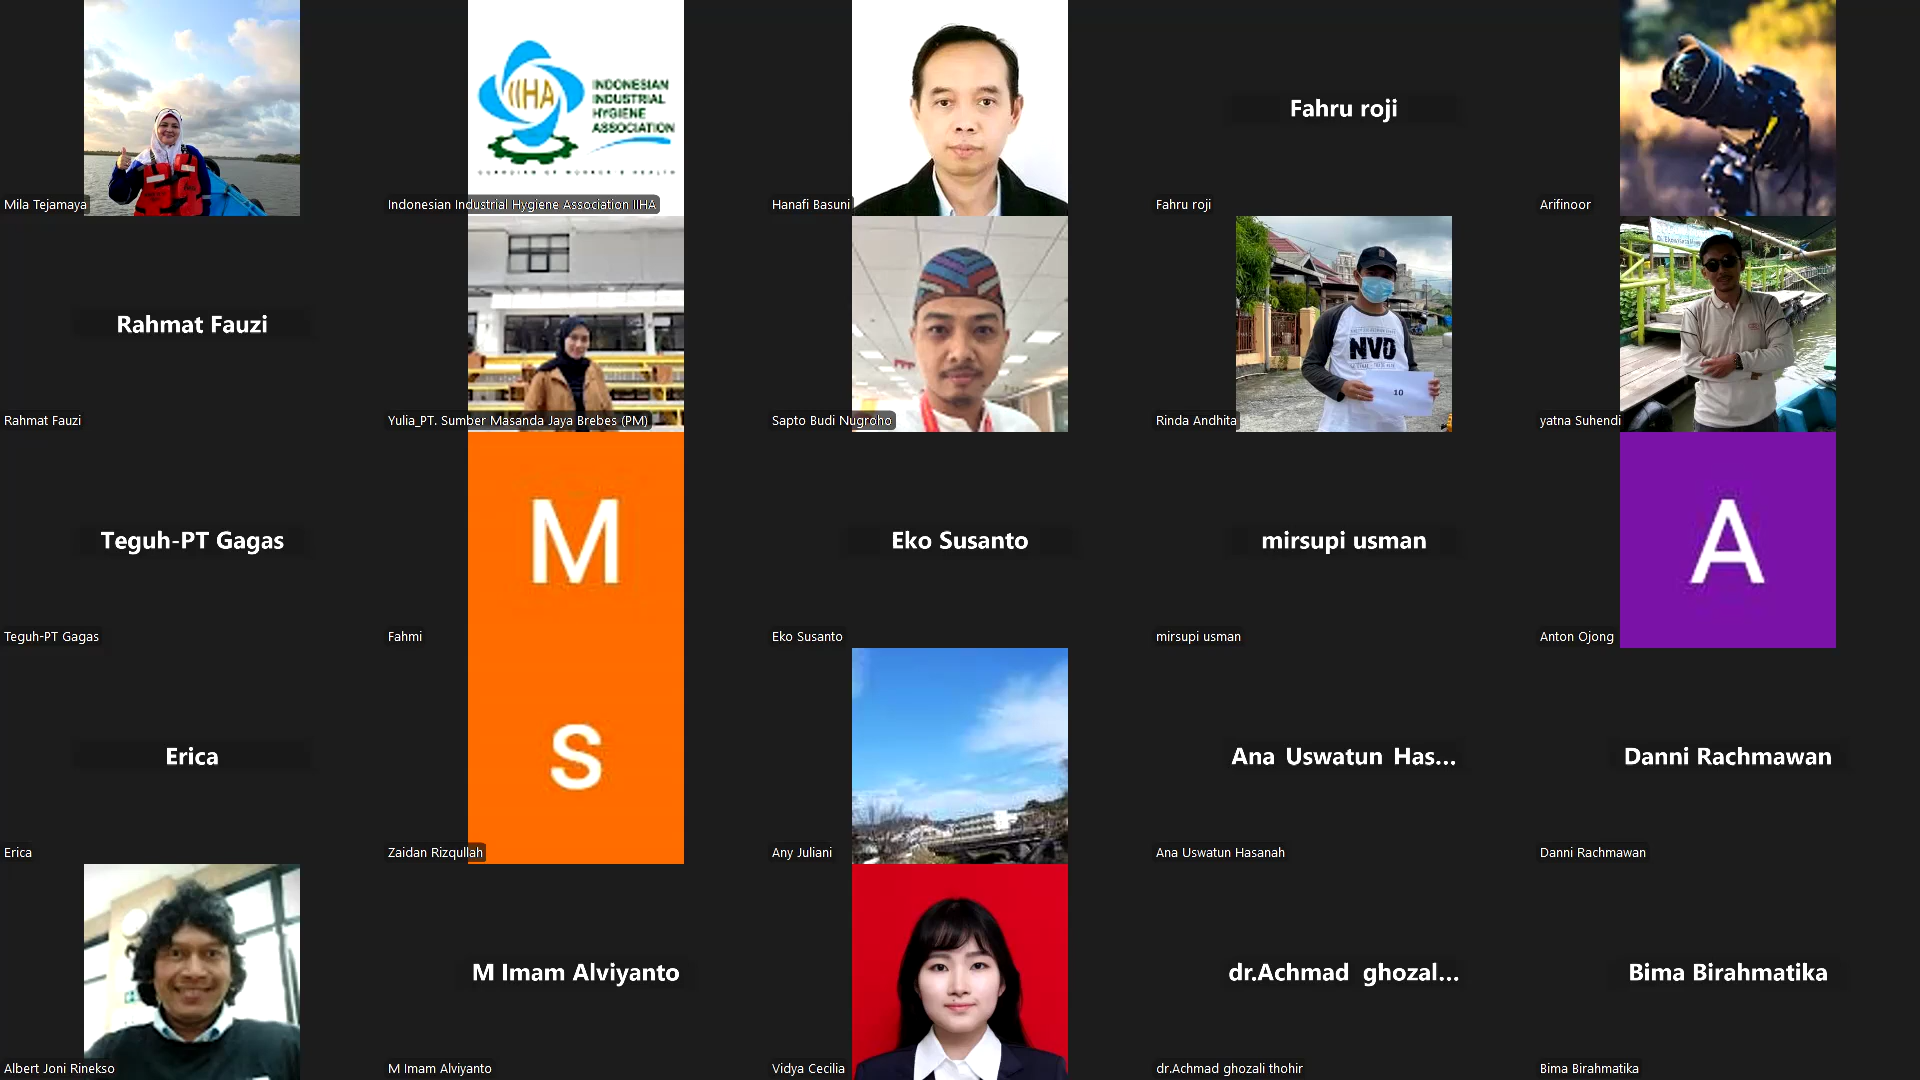 IIHA
INDONESIAN
INDUSTRIAL
HYGIENE
ASSOCIATION
Fahru roji
Mila Tejamaya
Indonesian Industrial Hygiene Association IIHA
Hanafi Basuni
Fahru roji
Arifinoor
Rahmat Fauzi
NVD
10
Rahmat Fauzi
Yulia_PT. Sumber Masanda Jaya Brebes (PM)
Sapto Budi Nugroho
Rinda Andhita
yatna Suhendi
Teguh-PT Gagas
M
Eko Susanto
mirsupi usman
A
Teguh-PT Gagas
Fahmi
Eko Susanto
mirsupi usman
Anton Ojong
Erica
S
Ana Uswatun Has...
Danni Rachmawan
Erica
Zaidan Rizqullah
Any Juliani
Ana Uswatun Hasanah
Danni Rachmawan
M Imam Alviyanto
dr.Achmad ghozal...
Bima Birahmatika
Albert Joni Rinekso
M Imam Alviyanto
Vidya Cecilia
dr.Achmad ghozali thohir
Bima Birahmatika